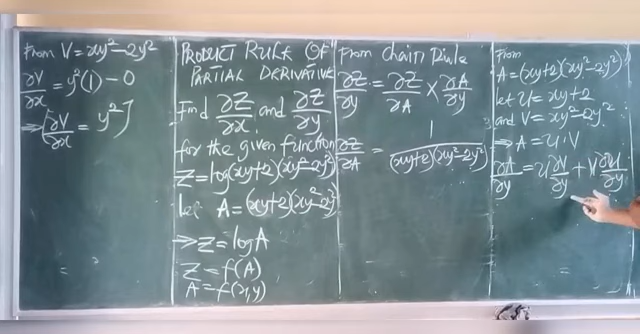 From V = xy² - 2y²
∂V/∂x = y²(1) - 0
⇒ [∂V/∂x = y²]
PRODUCT RULE OF
PARTIAL DERIVATIVE
Find ∂Z/∂x and ∂Z/∂y
for the given function
Z = log(xy+2)(xy²-2y²)
let A = (xy+2)(xy²-2y²)
⇒ Z = log A
Z = f(A)
A = f(x,y)
From Chain Rule
∂Z/∂y = ∂Z/∂A × ∂A/∂y
∂Z/∂A = 1/(xy+2)(xy²-2y²)
From
A = (xy+2)(xy²-2y²)
let U = xy+2
and V = xy²-2y²
⇒ A = U·V
∂A/∂y = U ∂V/∂y + V ∂U/∂y
=
=